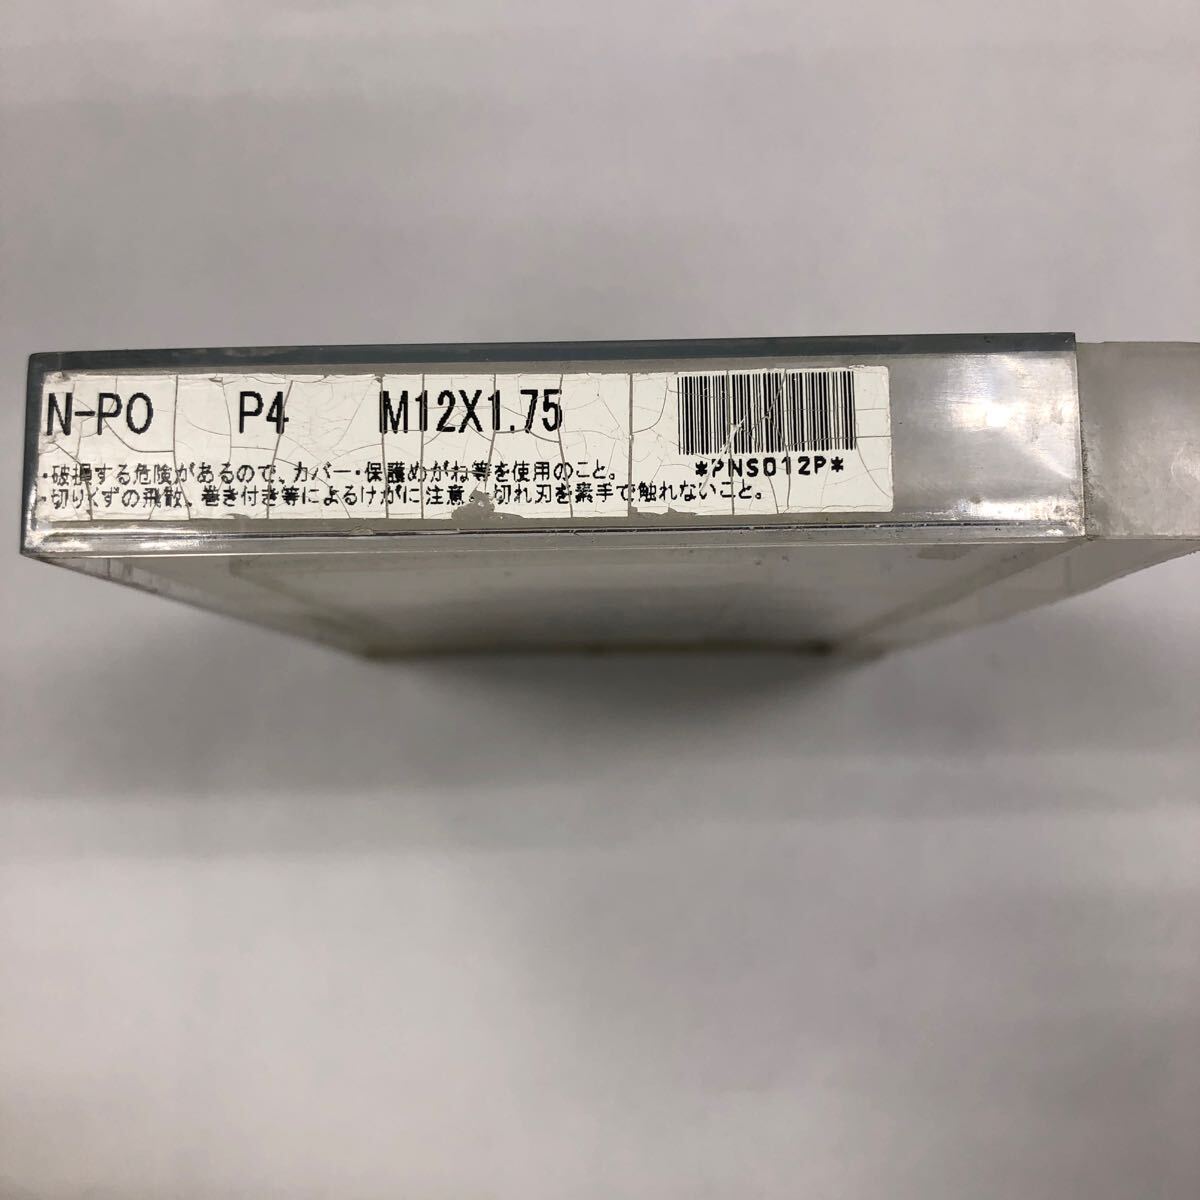 N-PO P4 M12X1.75
*PNS012P*
・破損する危険があるので、カバー・保護めがね等を使用のこと。
・切りくずの飛散、巻き付き等によるけがに注意 切れ刃を素手で触れないこと。